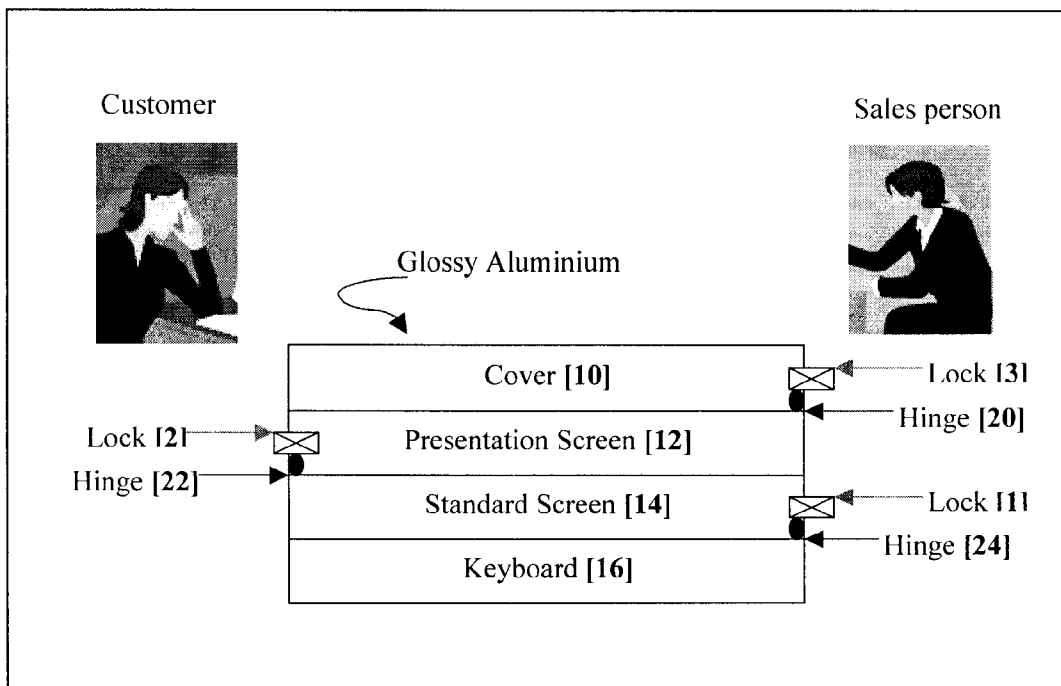 Customer
Sales person
Glossy Aluminium
Cover [10]
Lock [3]
Hinge [20]
Lock [2]
Presentation Screen [12]
Hinge [22]
Standard Screen [14]
Lock [1]
Hinge [24]
Keyboard [16]